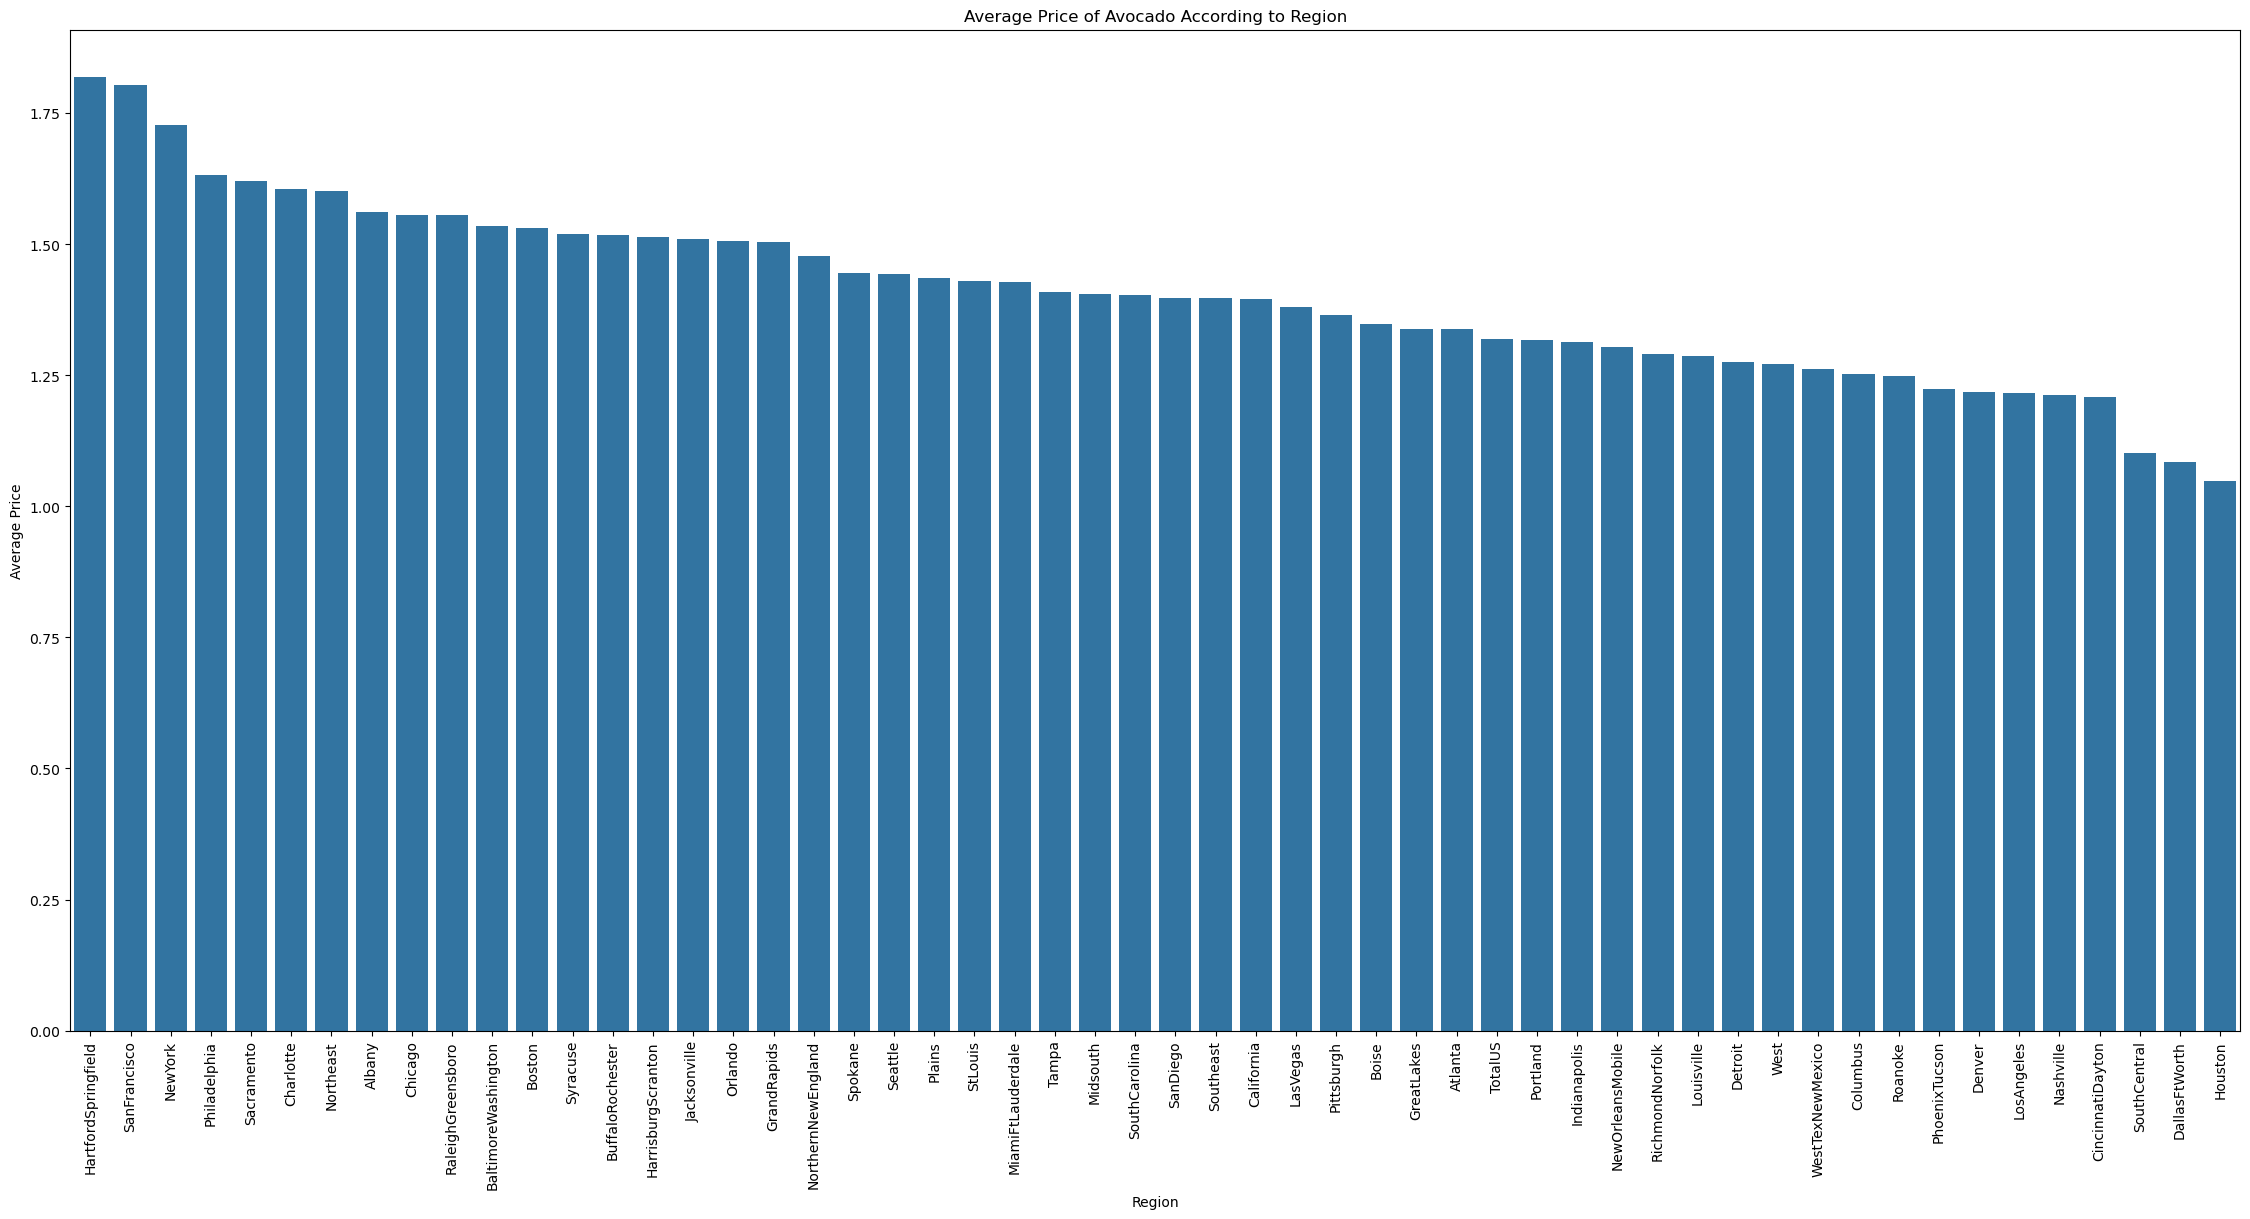 Average Price of Avocado According to Region
Average Price
1.75
1.50
1.25
1.00
0.75
0.50
0.25
0.00
HartfordSpringfield
SanFrancisco
NewYork
Philadelphia
Sacramento
Charlotte
Northeast
Albany
Chicago
RaleighGreensboro
BaltimoreWashington
Boston
Syracuse
BuffaloRochester
HarrisburgScranton
Jacksonville
Orlando
GrandRapids
NorthernNewEngland
Spokane
Seattle
Plains
StLouis
MiamiFtLauderdale
Tampa
Midsouth
SouthCarolina
SanDiego
Southeast
California
LasVegas
Pittsburgh
Boise
GreatLakes
Atlanta
TotalUS
Portland
Indianapolis
NewOrleansMobile
RichmondNorfolk
Louisville
Detroit
West
WestTexNewMexico
Columbus
Roanoke
PhoenixTucson
Denver
LosAngeles
Nashville
CincinnatiDayton
SouthCentral
DallasFtWorth
Houston
Region